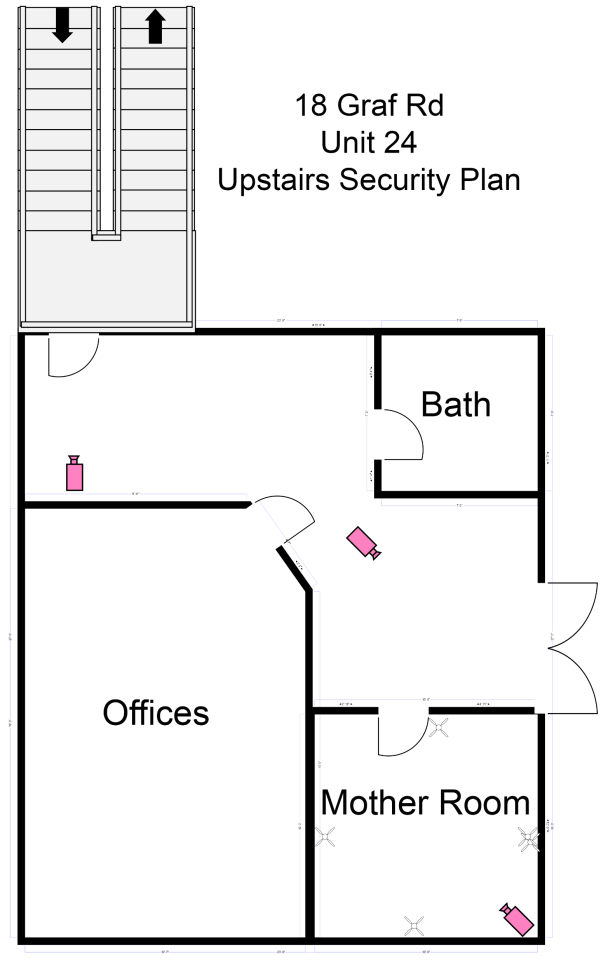 18 Graf Rd
Unit 24
Upstairs Security Plan
Bath
Offices
Mother Room